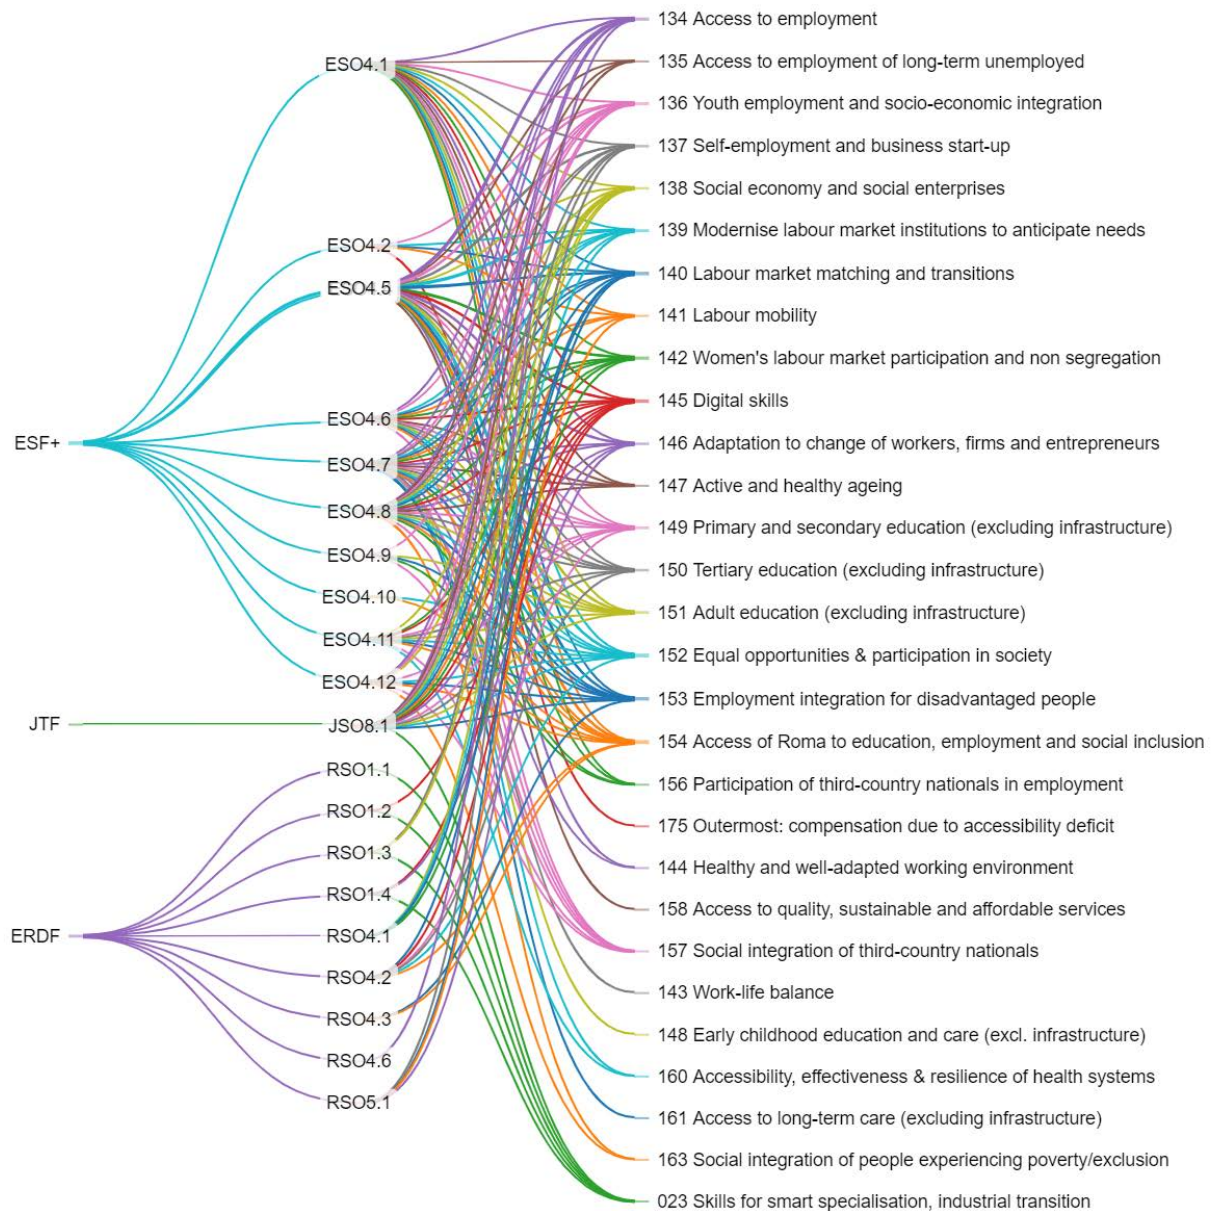 ESF+
JTF
ERDF
ESO4.1
ESO4.2
ESO4.5
ESO4.6
ESO4.7
ESO4.8
ESO4.9
ESO4.10
ESO4.11
ESO4.12
JSO8.1
RSO1.1
RSO1.2
RSO1.3
RSO1.4
RSO4.1
RSO4.2
RSO4.3
RSO4.6
RSO5.1
134 Access to employment
135 Access to employment of long-term unemployed
136 Youth employment and socio-economic integration
137 Self-employment and business start-up
138 Social economy and social enterprises
139 Modernise labour market institutions to anticipate needs
140 Labour market matching and transitions
141 Labour mobility
142 Women's labour market participation and non segregation
145 Digital skills
146 Adaptation to change of workers, firms and entrepreneurs
147 Active and healthy ageing
149 Primary and secondary education (excluding infrastructure)
150 Tertiary education (excluding infrastructure)
151 Adult education (excluding infrastructure)
152 Equal opportunities & participation in society
153 Employment integration for disadvantaged people
154 Access of Roma to education, employment and social inclusion
156 Participation of third-country nationals in employment
175 Outermost: compensation due to accessibility deficit
144 Healthy and well-adapted working environment
158 Access to quality, sustainable and affordable services
157 Social integration of third-country nationals
143 Work-life balance
148 Early childhood education and care (excl. infrastructure)
160 Accessibility, effectiveness & resilience of health systems
161 Access to long-term care (excluding infrastructure)
163 Social integration of people experiencing poverty/exclusion
023 Skills for smart specialisation, industrial transition